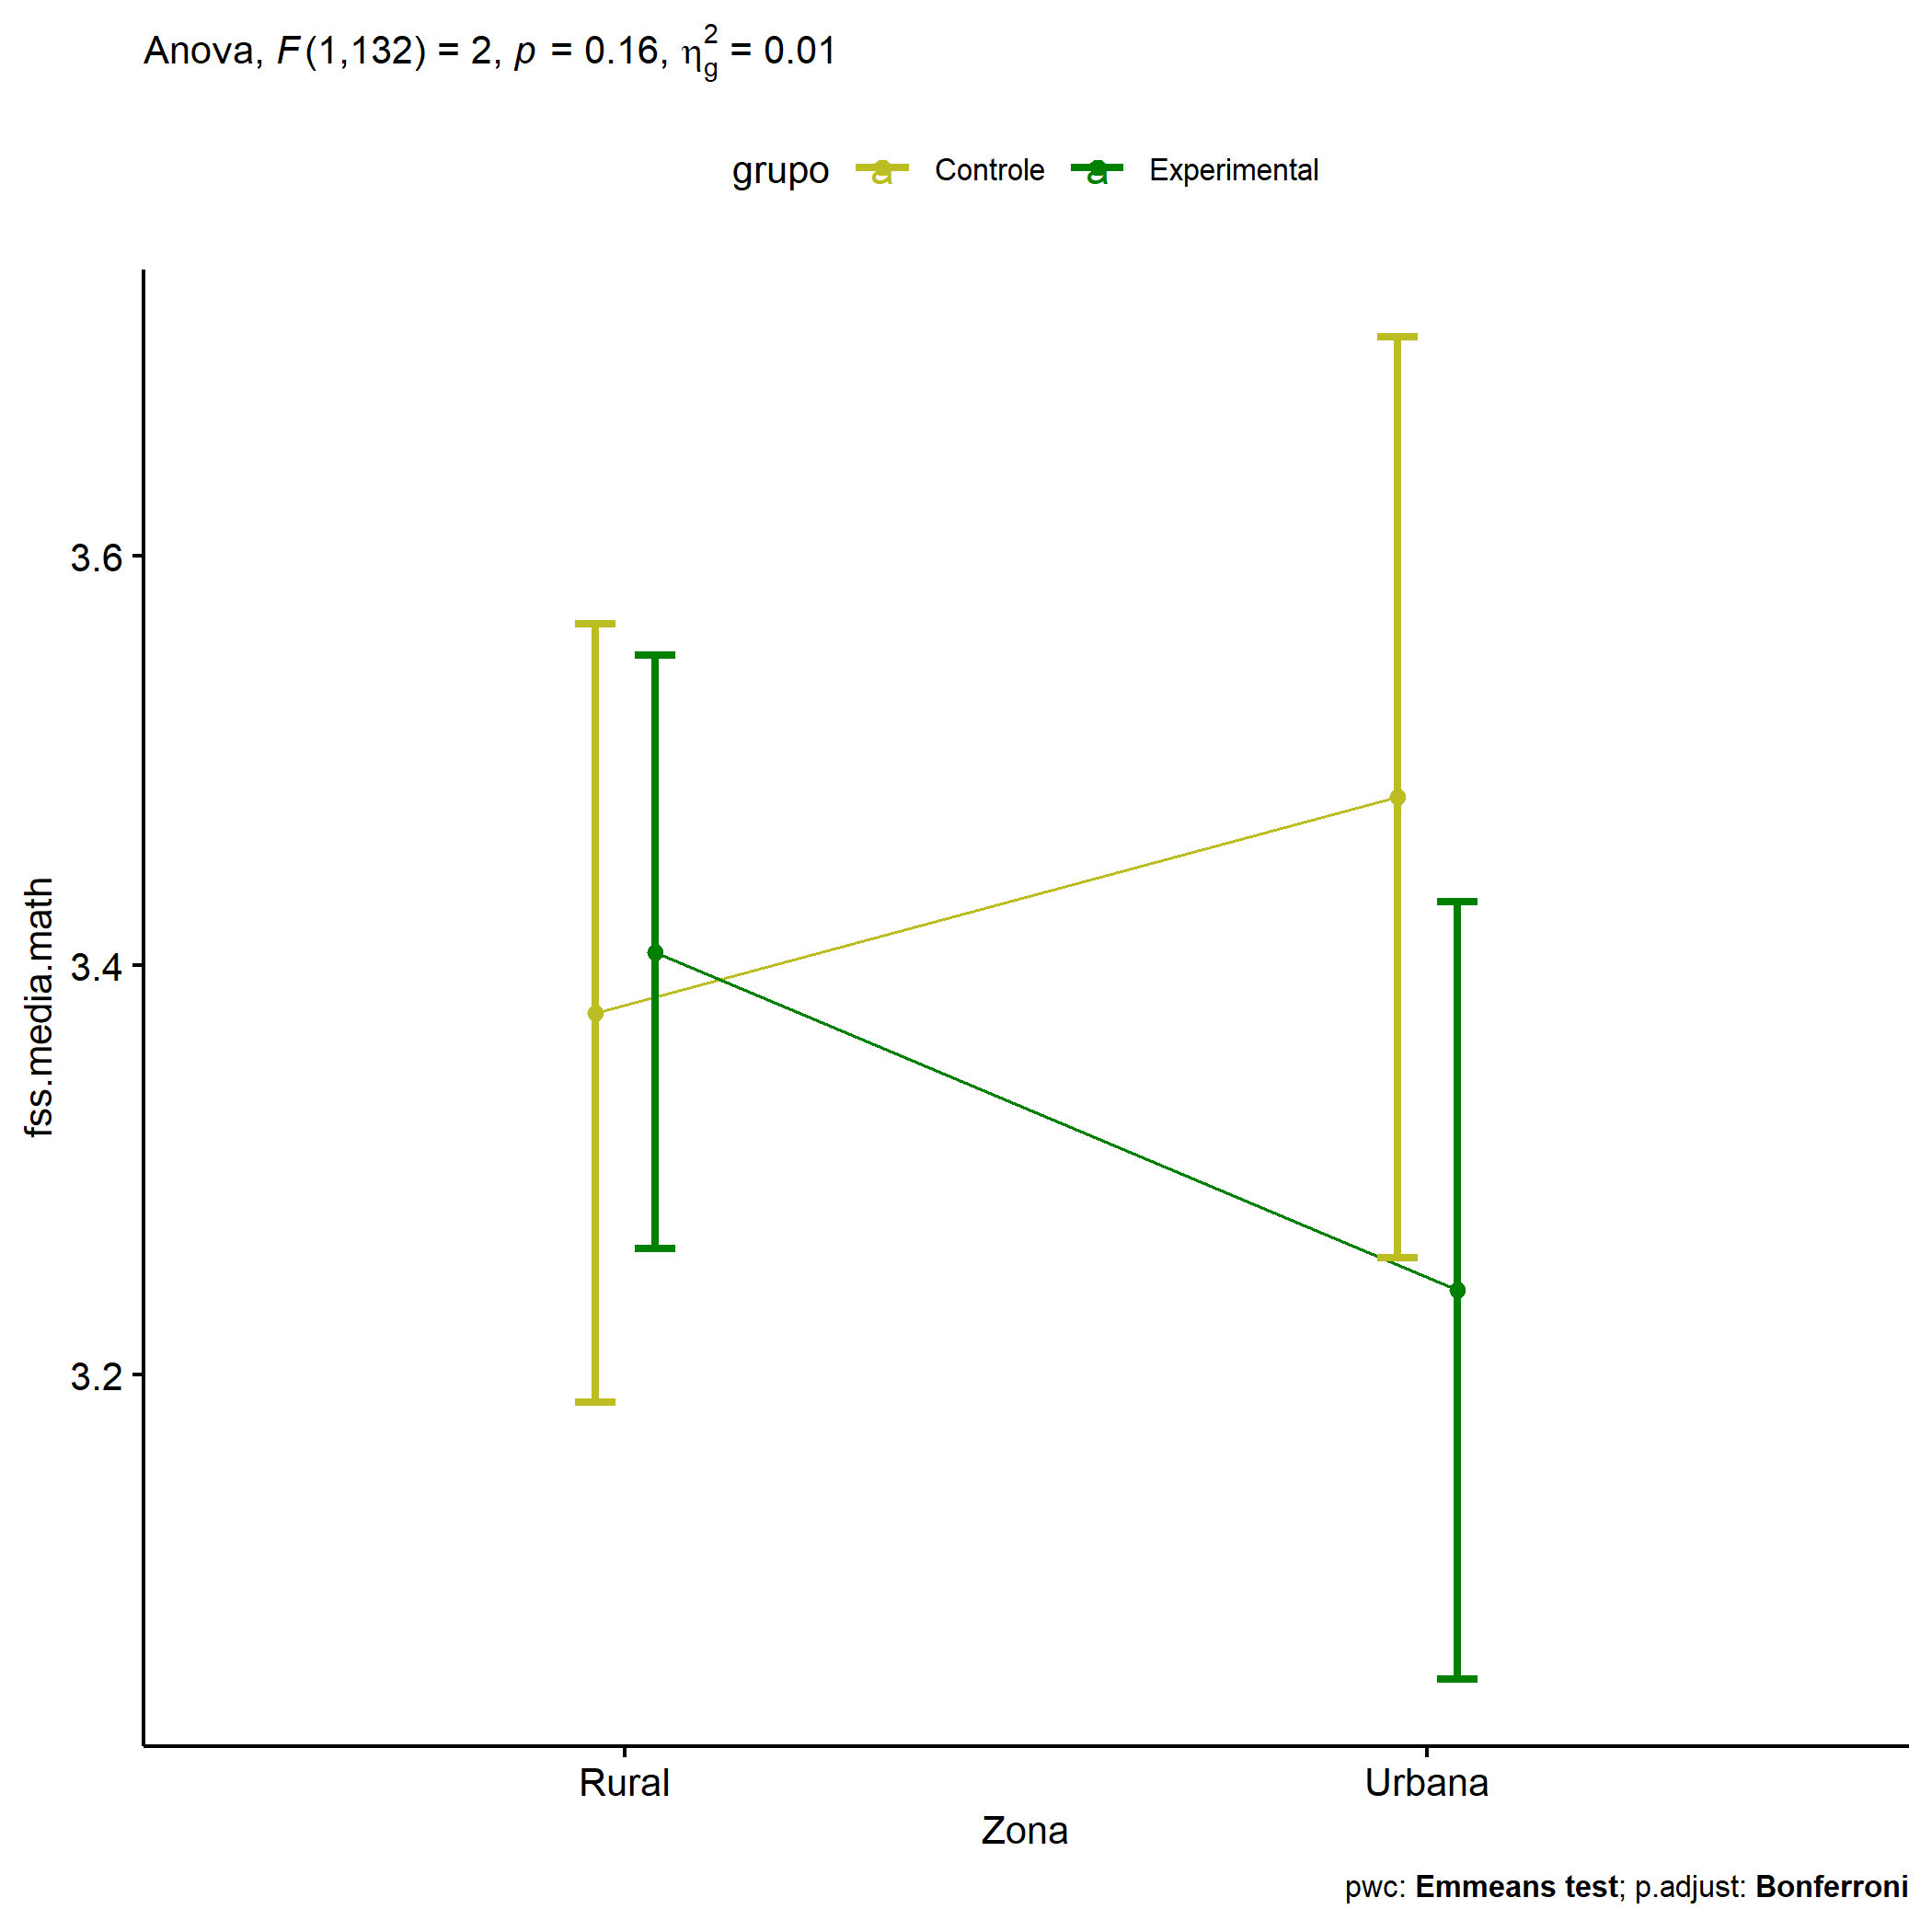 Anova, F(1,132) = 2, p = 0.16, η²g = 0.01
grupo a Controle a Experimental
fss.media.math
3.6
3.4
3.2
Rural Urbana
Zona
pwc: Emmeans test; p.adjust: Bonferroni